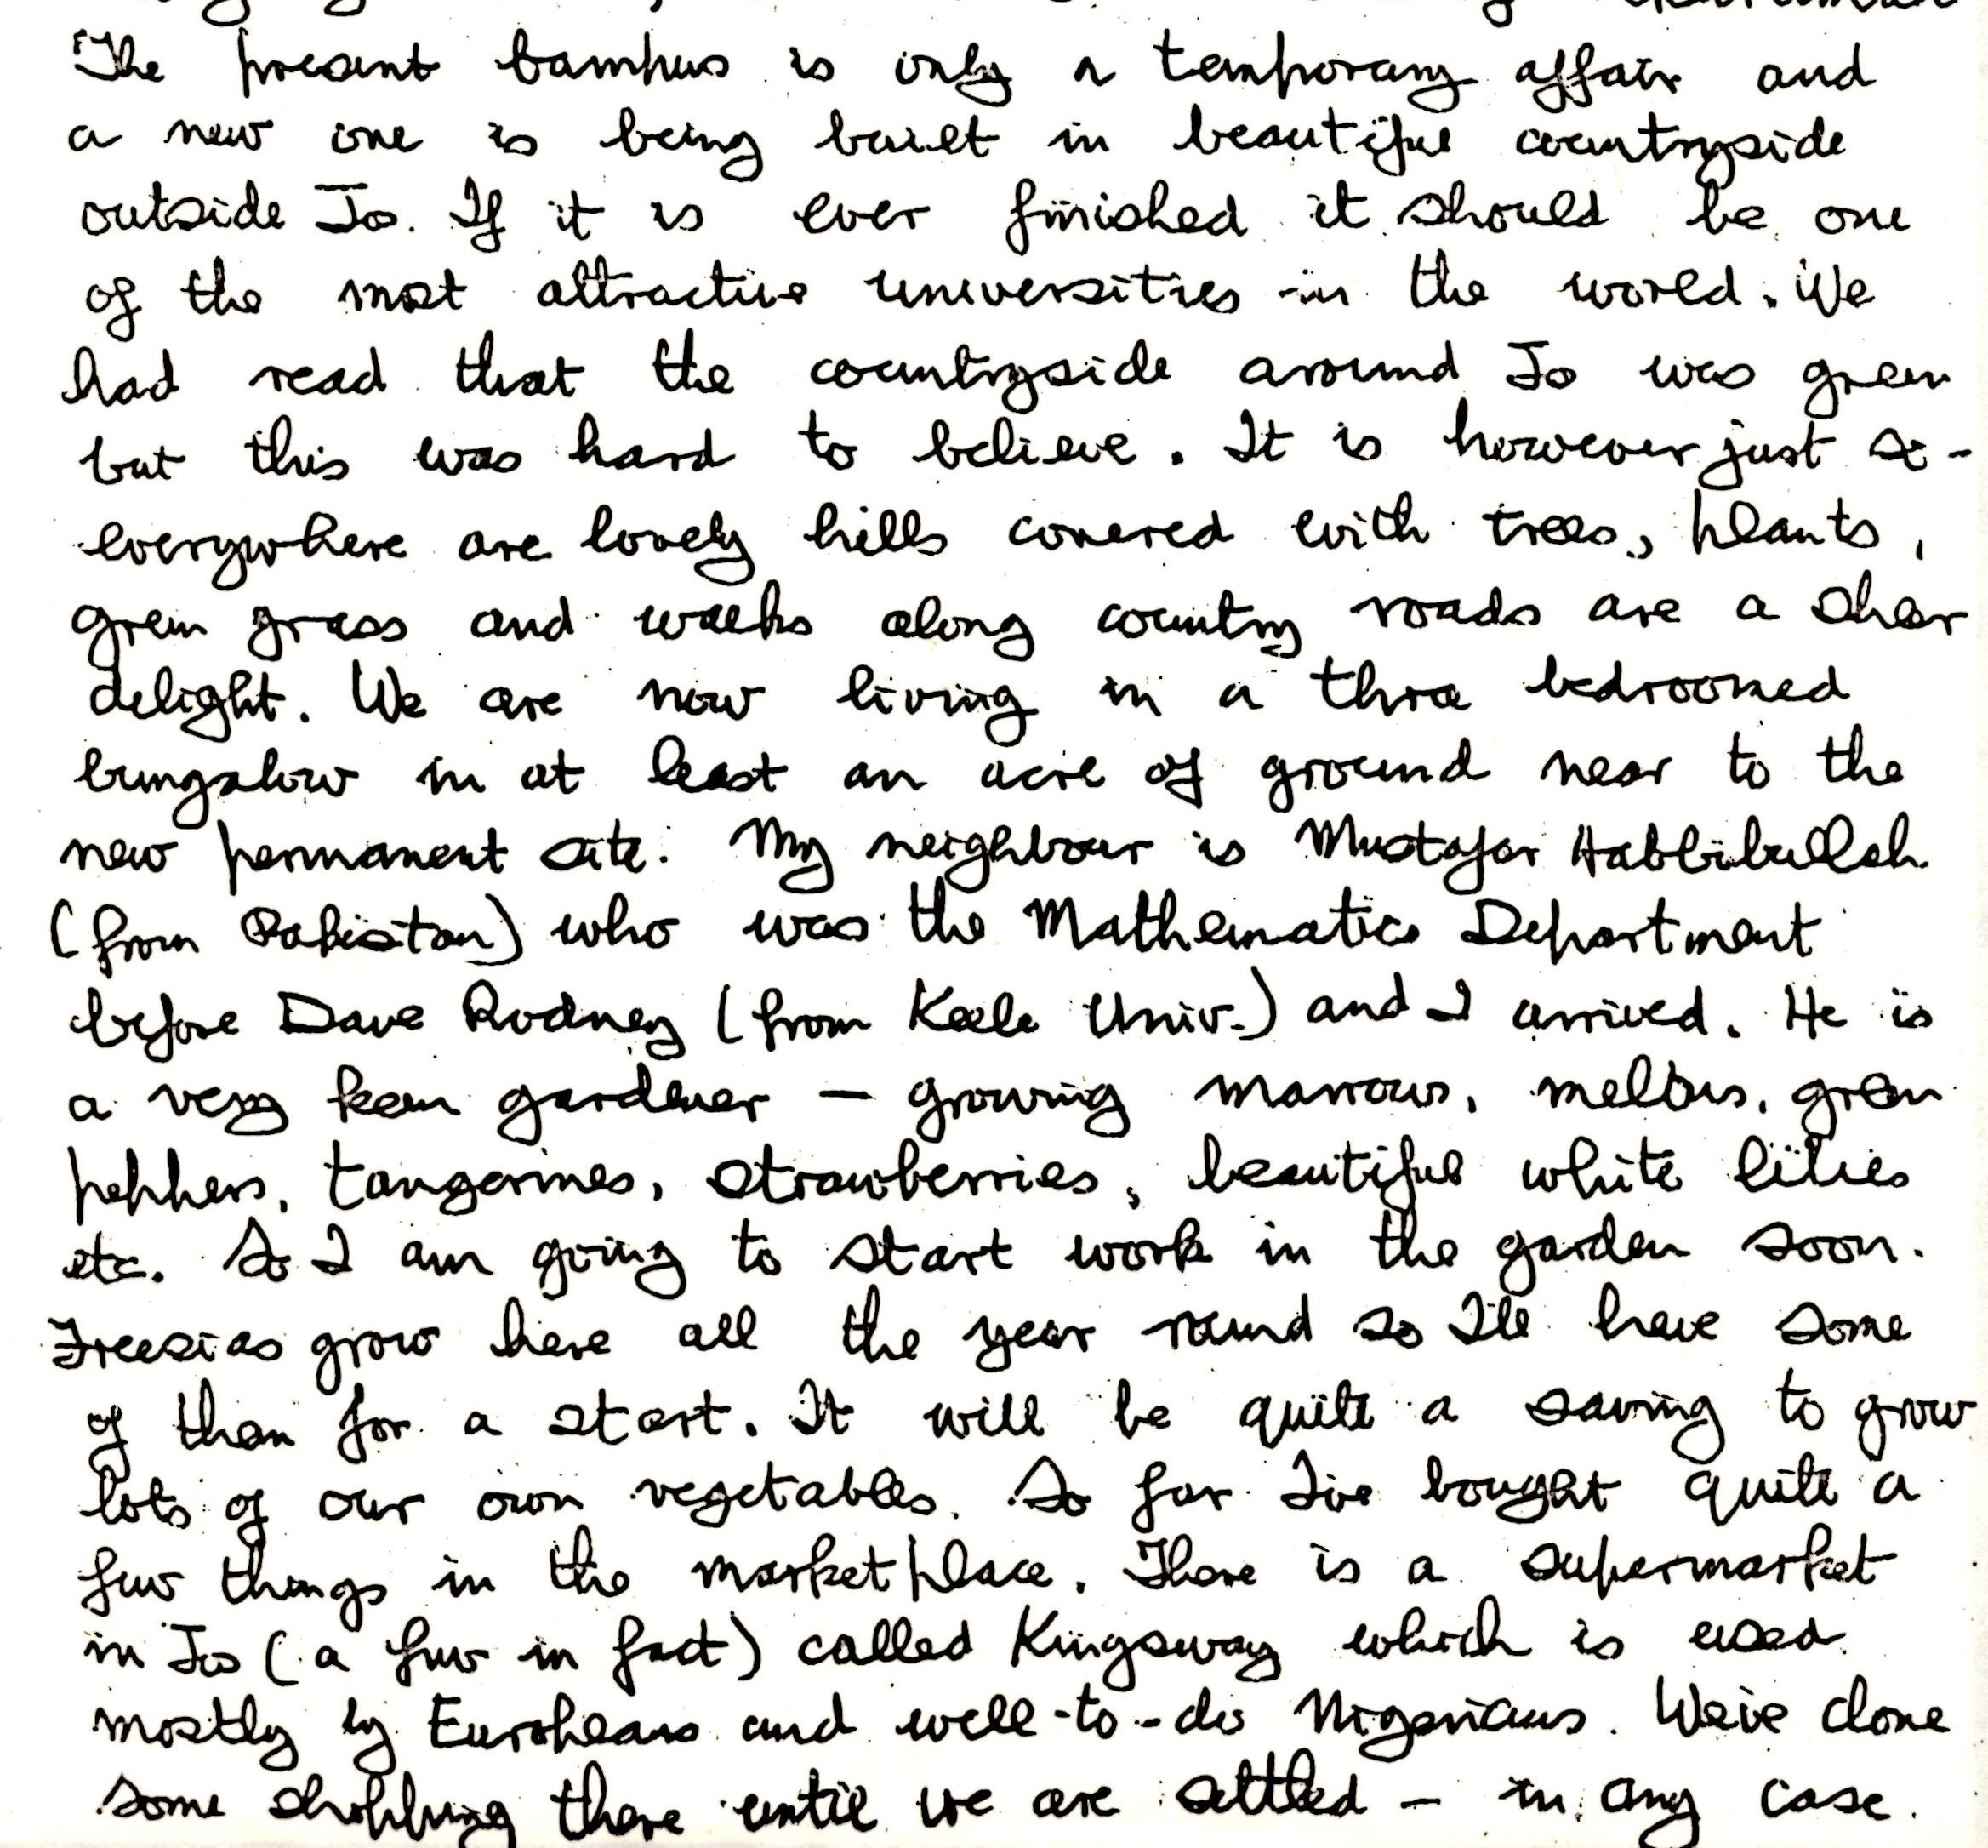 The present campus is only a temporary affair and
a new one is being built in beautiful countryside
outside Jos. If it is ever finished it should be one
of the most attractive universities in the world. We
had read that the countryside around Jos was green
but this was hard to believe. It is however just so -
everywhere are lovely hills covered with trees, plants,
green grass and walks along country roads are a sheer
delight. We are now living in a three bedroomed
bungalow in at least an acre of ground near to the
new permanent site. My neighbour is Mustafar Habbibullah
(from Pakistan) who was the Mathematics Department
before Dave Rodney (from Keele Univ.) and I arrived. He is
a very keen gardener — growing marrows, melons, green
peppers, tangerines, strawberries, beautiful white lilies
etc. So I am going to start work in the garden soon.
Freesias grow here all the year round so I'll have some
of them for a start. It will be quite a saving to grow
lots of our own vegetables. So far I've bought quite a
few things in the market place. There is a supermarket
in Jos (a few in fact) called Kingsway which is used
mostly by Europeans and well-to-do Nigerians. We've done
some shopping there until we are settled - in any case